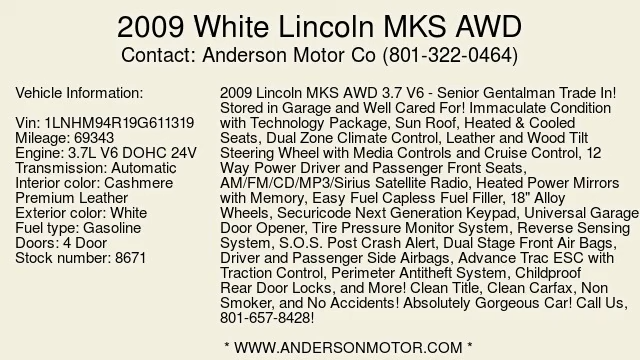 2009 White Lincoln MKS AWD
Contact: Anderson Motor Co (801-322-0464)
Vehicle Information:
Vin: 1LNHM94R19G611319
Mileage: 69343
Engine: 3.7L V6 DOHC 24V
Transmission: Automatic
Interior color: Cashmere
Premium Leather
Exterior color: White
Fuel type: Gasoline
Doors: 4 Door
Stock number: 8671
2009 Lincoln MKS AWD 3.7 V6 - Senior Gentalman Trade In!
Stored in Garage and Well Cared For! Immaculate Condition
with Technology Package, Sun Roof, Heated & Cooled
Seats, Dual Zone Climate Control, Leather and Wood Tilt
Steering Wheel with Media Controls and Cruise Control, 12
Way Power Driver and Passenger Front Seats,
AM/FM/CD/MP3/Sirius Satellite Radio, Heated Power Mirrors
with Memory, Easy Fuel Capless Fuel Filler, 18" Alloy
Wheels, Securicode Next Generation Keypad, Universal Garage
Door Opener, Tire Pressure Monitor System, Reverse Sensing
System, S.O.S. Post Crash Alert, Dual Stage Front Air Bags,
Driver and Passenger Side Airbags, Advance Trac ESC with
Traction Control, Perimeter Antitheft System, Childproof
Rear Door Locks, and More! Clean Title, Clean Carfax, Non
Smoker, and No Accidents! Absolutely Gorgeous Car! Call Us,
801-657-8428!
* WWW.ANDERSONMOTOR.COM *